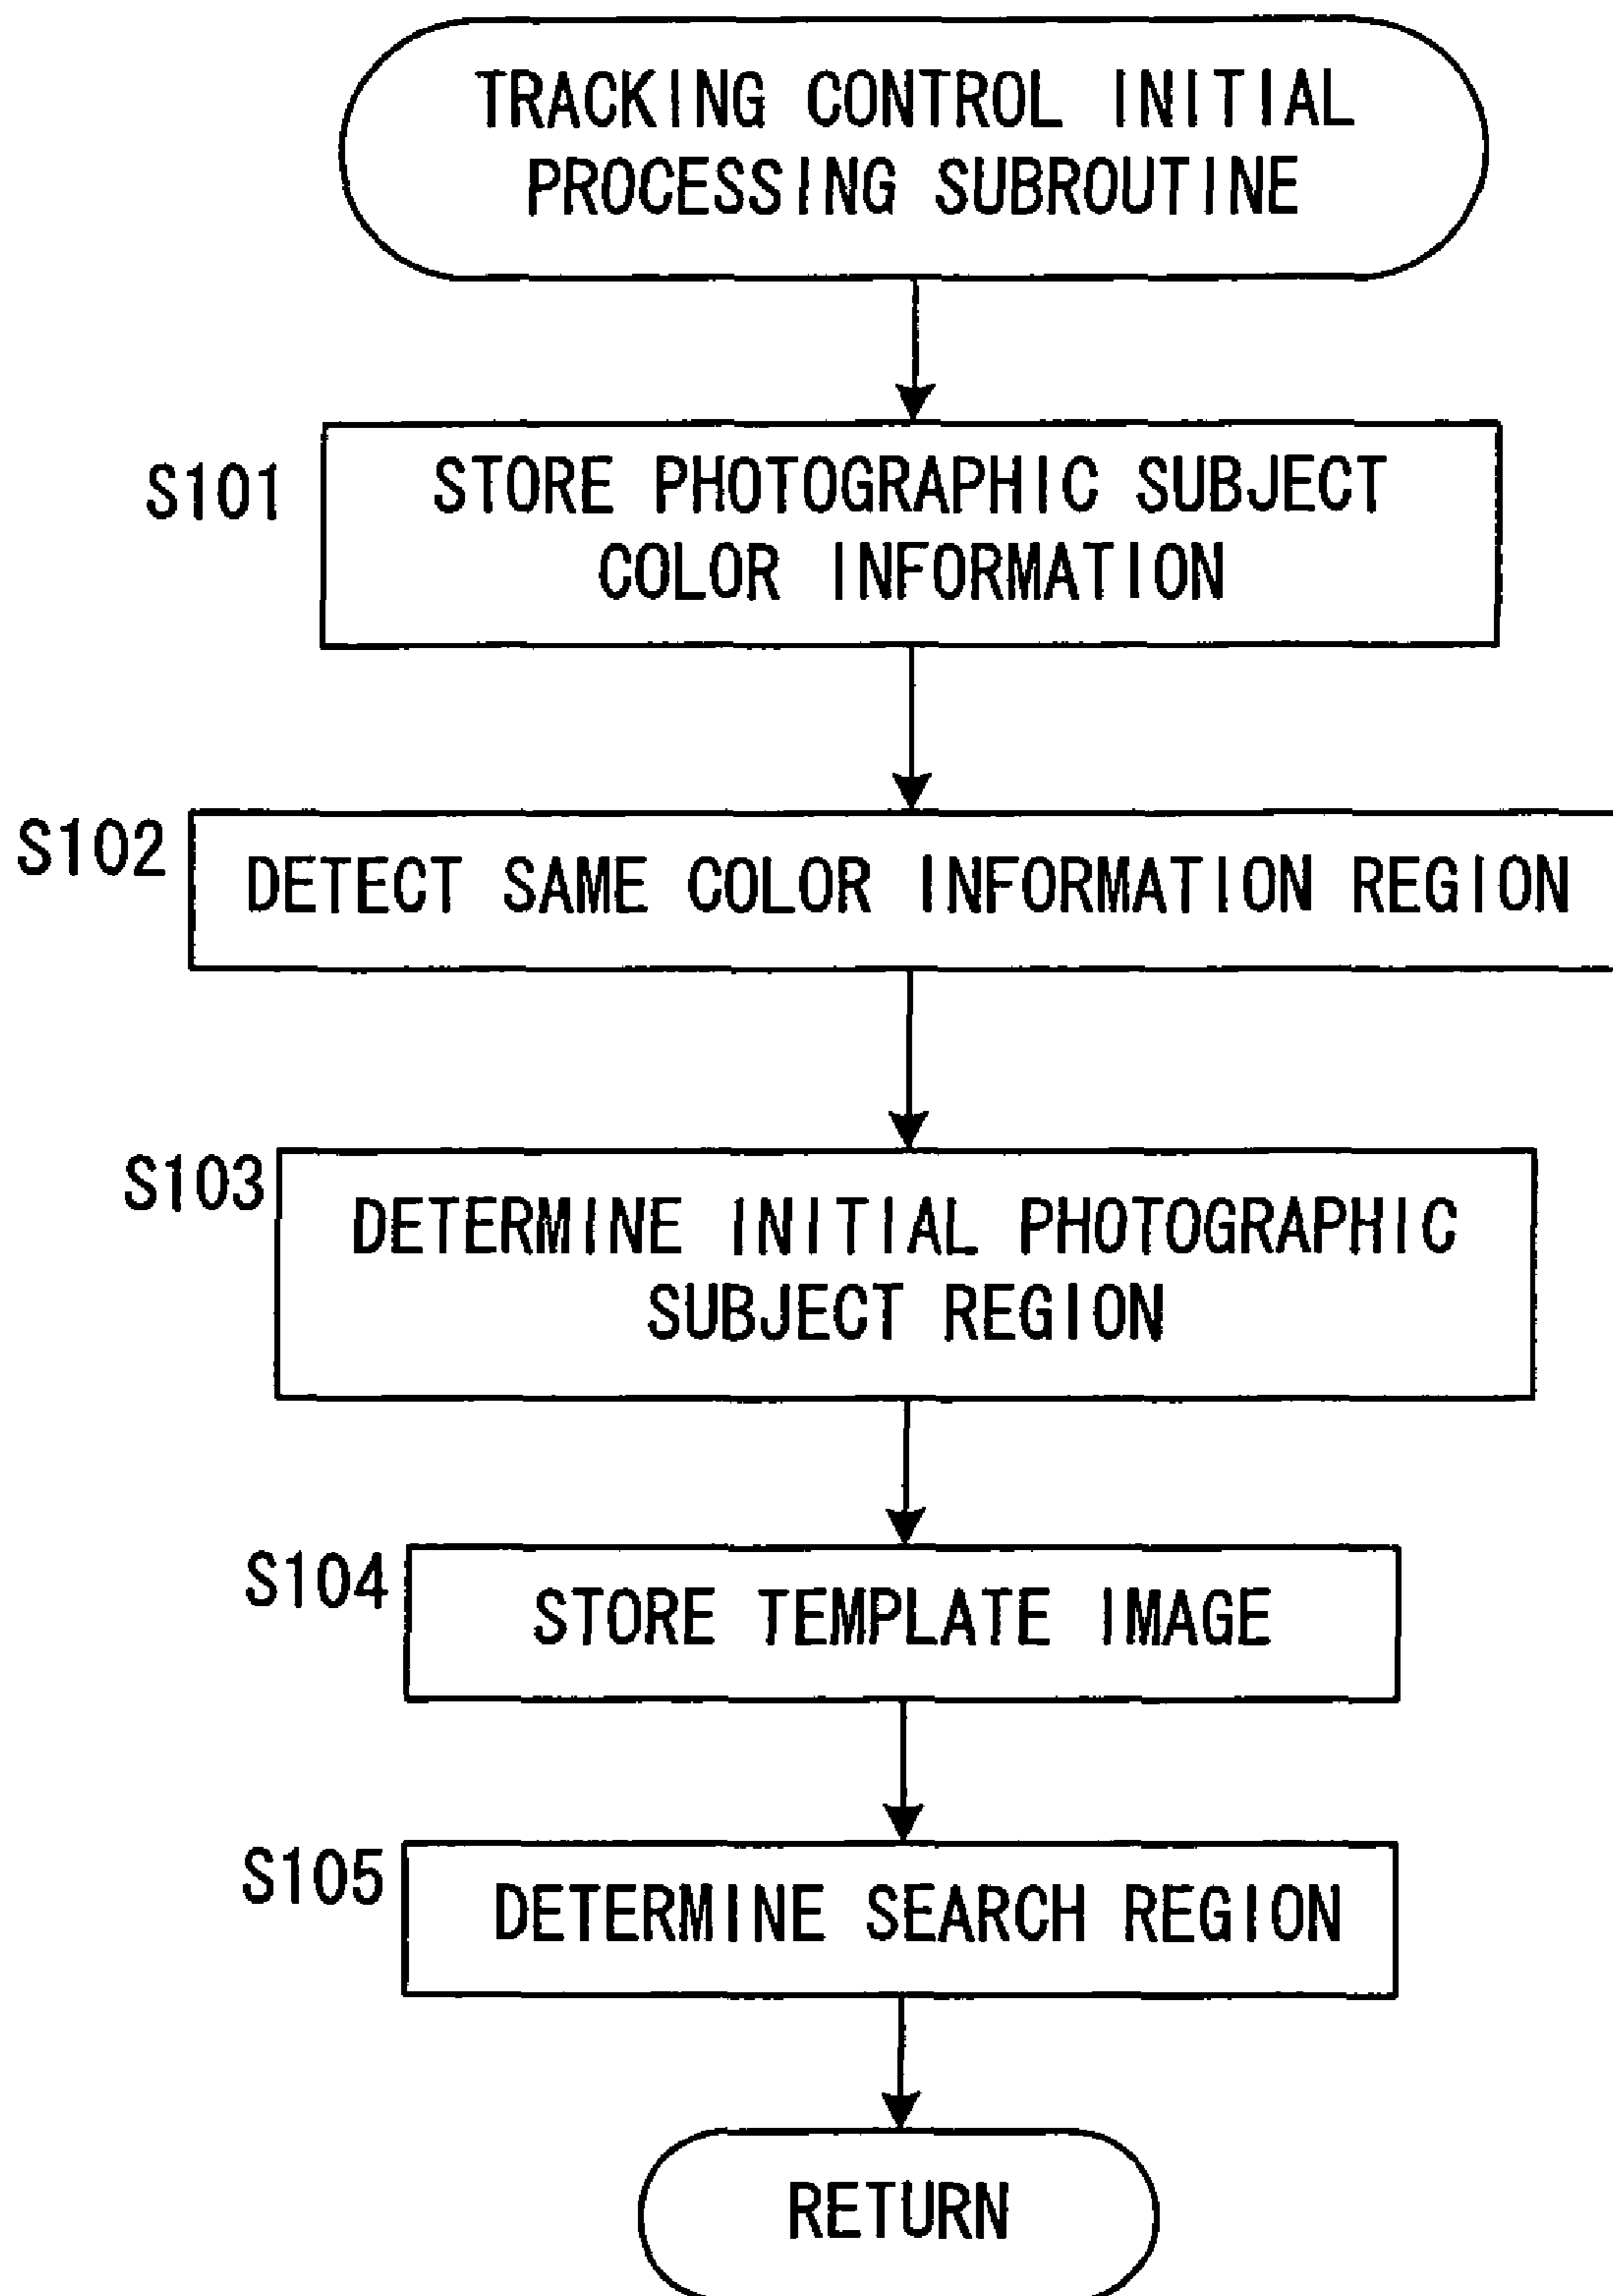 TRACKING CONTROL INITIAL
PROCESSING SUBROUTINE
S101
STORE PHOTOGRAPHIC SUBJECT
COLOR INFORMATION
S102
DETECT SAME COLOR INFORMATION REGION
S103
DETERMINE INITIAL PHOTOGRAPHIC
SUBJECT REGION
S104
STORE TEMPLATE IMAGE
S105
DETERMINE SEARCH REGION
RETURN